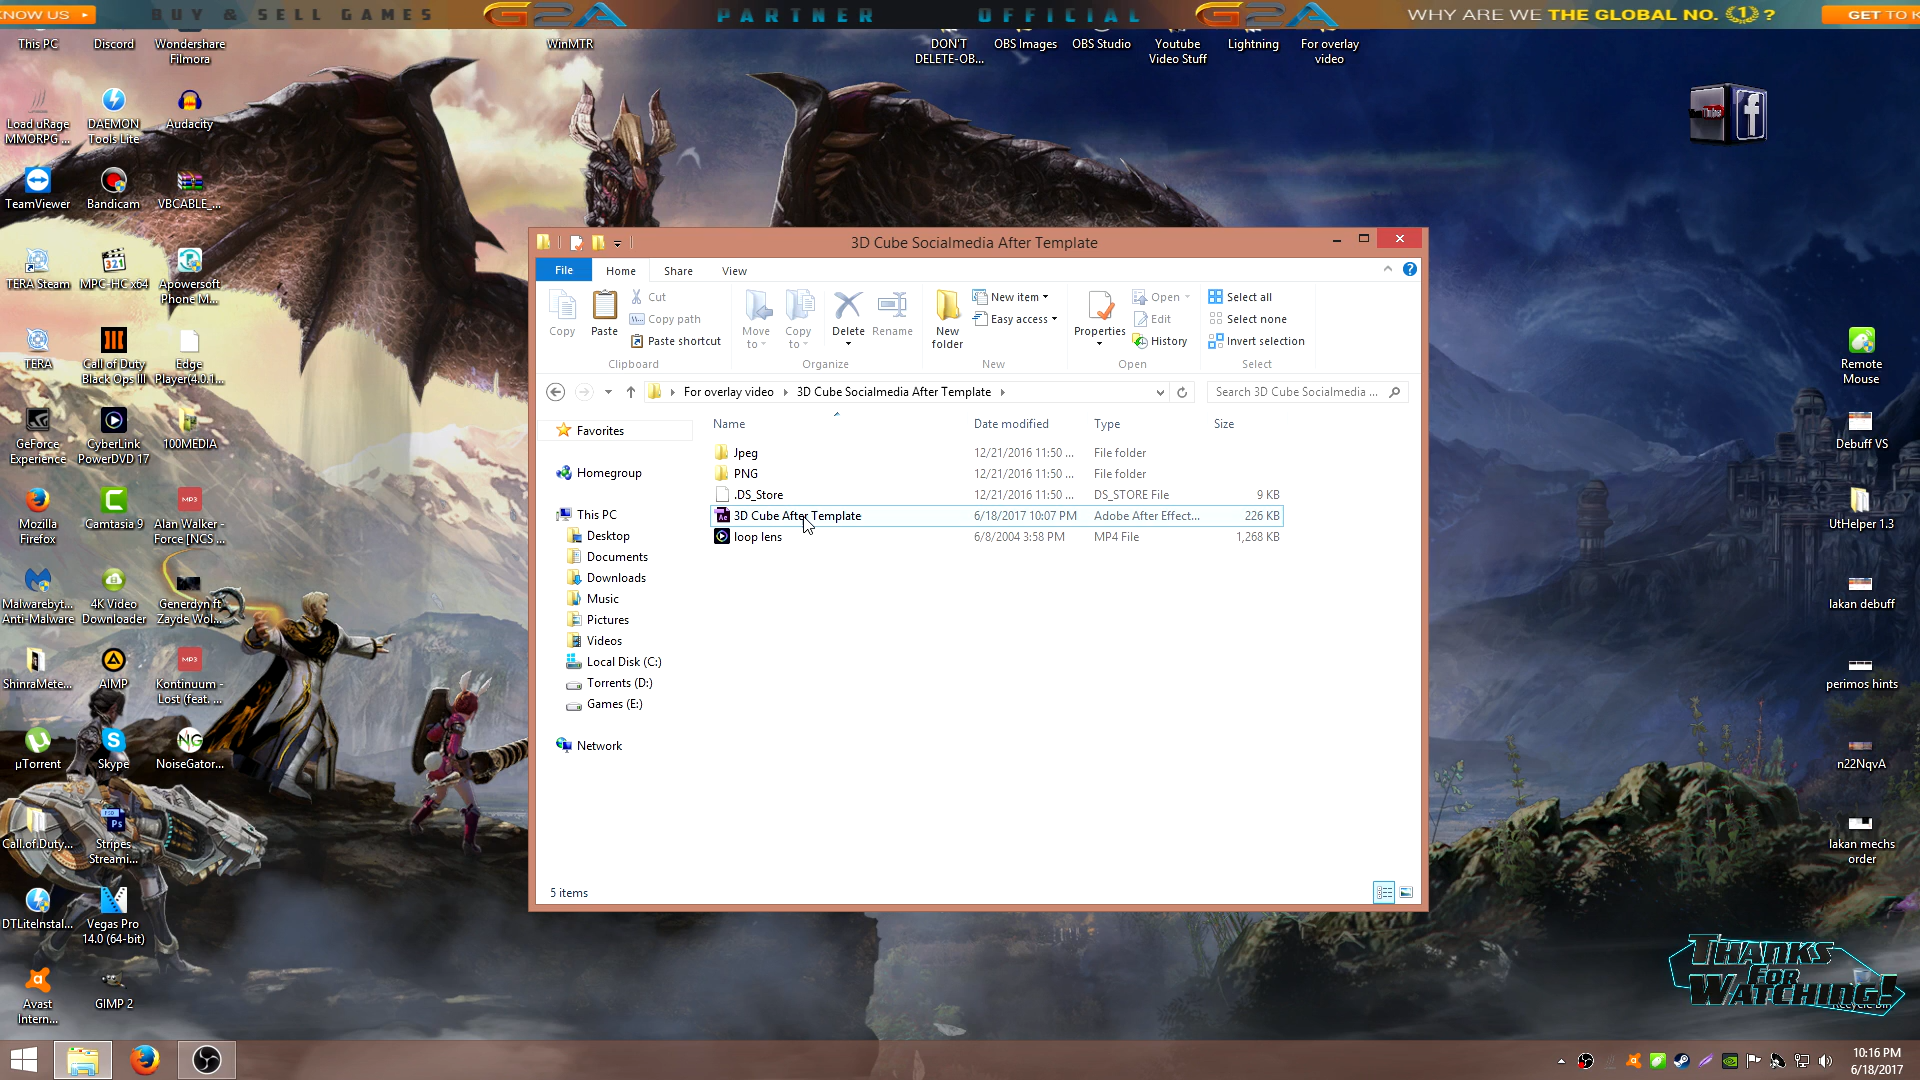 KNOW US
BUY & SELL GAMES
G2A
PARTNER
OFFICIAL
G2A
WHY ARE WE THE GLOBAL NO. 1 ?
GET TO K
This PC
Discord
Wondershare
Filmora
WinMTR
DON'T
DELETE-OB...
OBS Images
OBS Studio
Youtube
Video Stuff
Lightning
For overlay
video
Load uRage
MMORPG ...
DAEMON
Tools Lite
Audacity
TeamViewer
Bandicam
VBCABLE_...
TERA Steam
MPC-HC x64
Apowersoft
Phone M...
TERA
Call of Duty
Black Ops III
Edge
Player(4.0.1...
GeForce
Experience
CyberLink
PowerDVD 17
100MEDIA
Mozilla
Firefox
Camtasia 9
Alan Walker -
Force [NCS ...
Malwarebyt...
Anti-Malware
4K Video
Downloader
Generdyn ft
Zayde Wol...
ShinraMete...
AIMP
Kontinuum -
Lost (feat. ...
µTorrent
Skype
NoiseGator...
Call.of.Duty...
Stripes
Streami...
DTLiteInstal...
Vegas Pro
14.0 (64-bit)
Avast
Intern...
GIMP 2
3D Cube Socialmedia After Template
File
Home
Share
View
Copy
Paste
Cut
Copy path
Paste shortcut
Clipboard
Move
to
Copy
to
Delete
Rename
Organize
New
folder
New item
Easy access
New
Properties
Open
Edit
History
Open
Select all
Select none
Invert selection
Select
For overlay video
3D Cube Socialmedia After Template
Search 3D Cube Socialmedia ...
Favorites
Homegroup
This PC
Desktop
Documents
Downloads
Music
Pictures
Videos
Local Disk (C:)
Torrents (D:)
Games (E:)
Network
Name
Date modified
Type
Size
Jpeg
12/21/2016 11:50 ...
File folder
PNG
12/21/2016 11:50 ...
File folder
.DS_Store
12/21/2016 11:50 ...
DS_STORE File
9 KB
3D Cube After Template
6/18/2017 10:07 PM
Adobe After Effect...
226 KB
loop lens
6/8/2004 3:58 PM
MP4 File
1,268 KB
5 items
Remote
Mouse
Debuff VS
UtHelper 1.3
lakan debuff
perimos hints
n22NqvA
lakan mechs
order
THANKS
FOR
WATCHING!
10:16 PM
6/18/2017